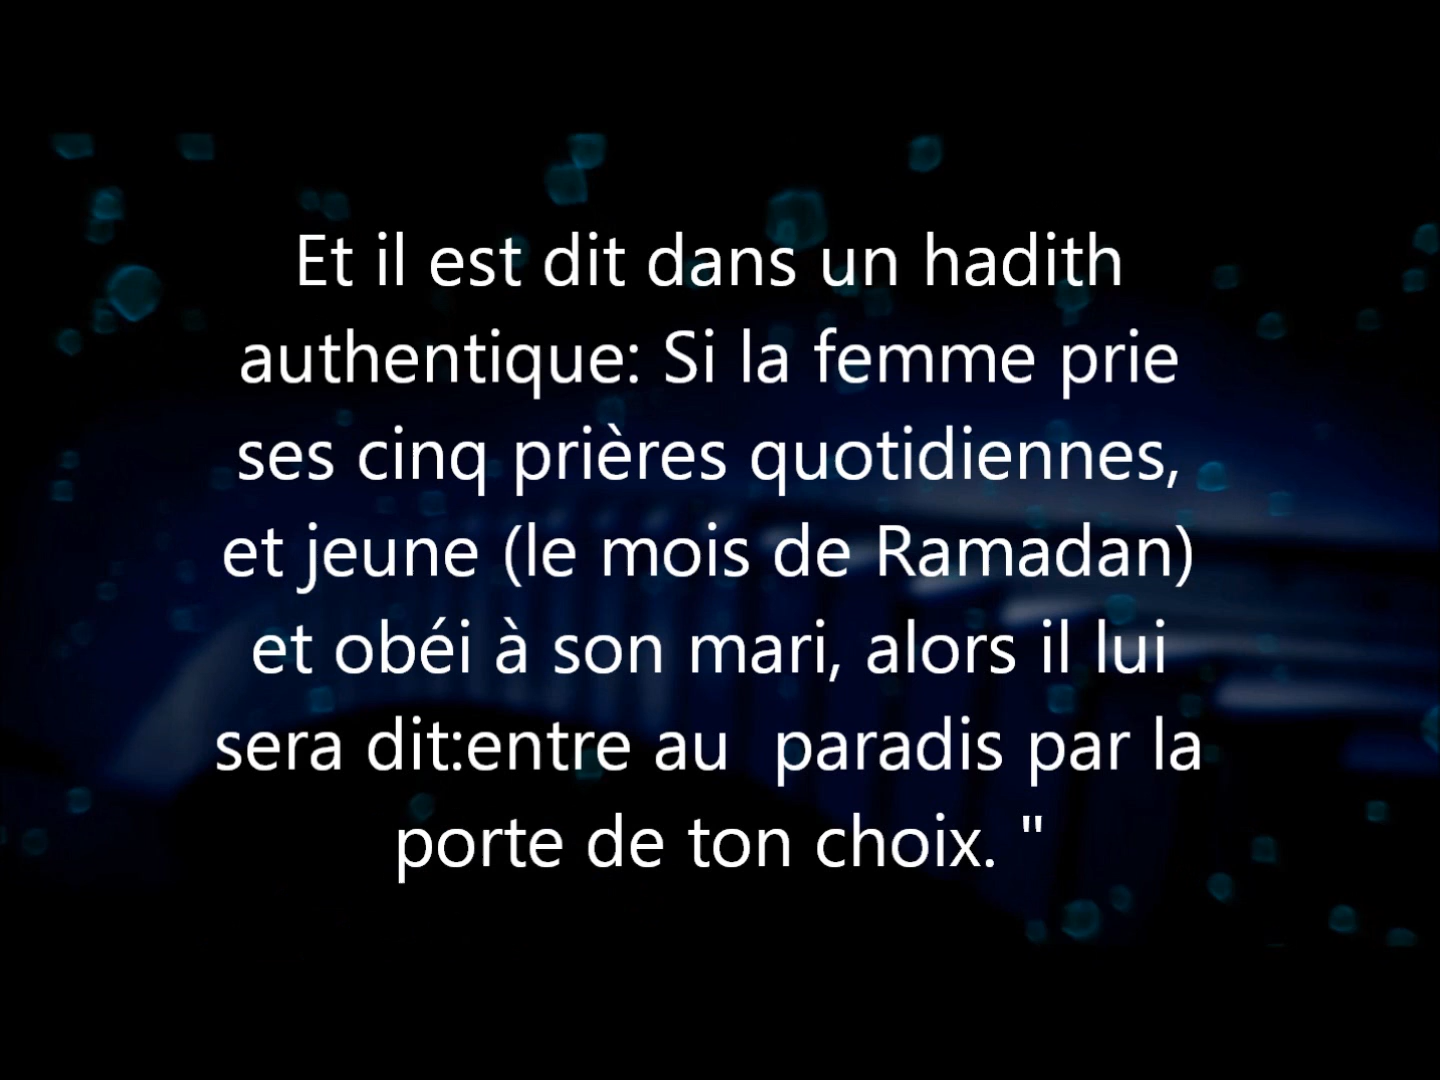 Et il est dit dans un hadith
authentique: Si la femme prie
ses cinq prières quotidiennes,
et jeune (le mois de Ramadan)
et obéi à son mari, alors il lui
sera dit:entre au  paradis par la
porte de ton choix. "